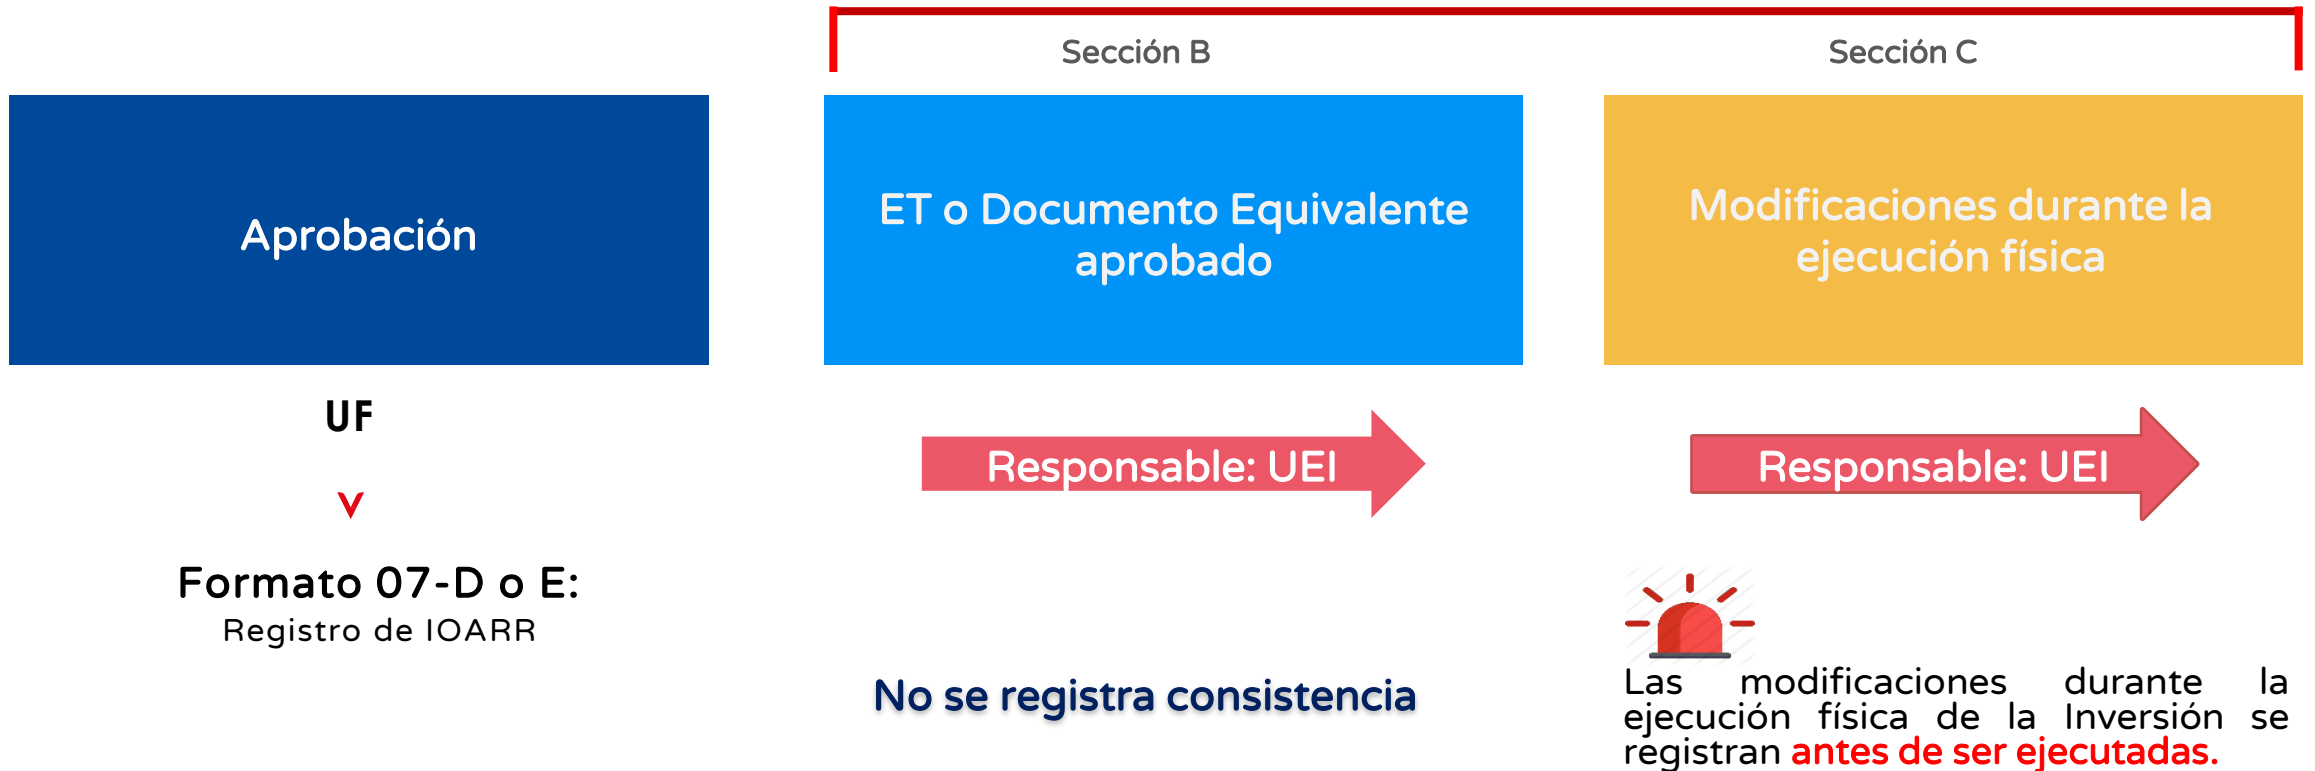 Sección B
Sección C
Aprobación
ET o Documento Equivalente
aprobado
Modificaciones durante la
ejecución física
UF
Responsable: UEI
Responsable: UEI
Formato 07-D o E:
Registro de IOARR
No se registra consistencia
Las modificaciones durante la
ejecución física de la Inversión se
registran antes de ser ejecutadas.